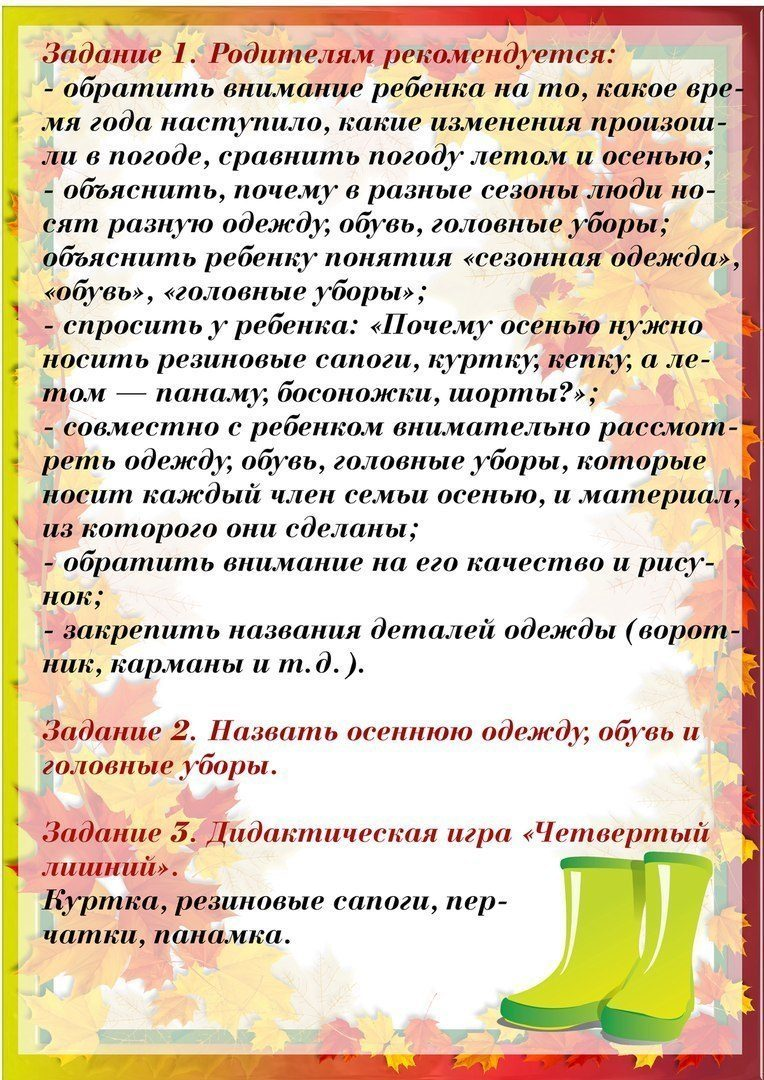 Задание 1. Родителям рекомендуется:
- обратить внимание ребенка на то, какое вре-
мя года наступило, какие изменения произош-
ли в погоде, сравнить погоду летом и осенью;
- объяснить, почему в разные сезоны люди но-
сят разную одежду, обувь, головные уборы;
объяснить ребенку понятия «сезонная одежда»,
«обувь», «головные уборы»;
- спросить у ребенка: «Почему осенью нужно
носить резиновые сапоги, куртку, кепку, а ле-
том — панаму, босоножки, шорты?»;
- совместно с ребенком внимательно рассмот-
реть одежду, обувь, головные уборы, которые
носит каждый член семьи осенью, и материал,
из которого они сделаны;
- обратить внимание на его качество и рису-
нок;
- закрепить названия деталей одежды (ворот-
ник, карманы и т.д. ).
Задание 2. Назвать осеннюю одежду, обувь и
головные уборы.
Задание 3. Дидактическая игра «Четвертый
лишний».
Куртка, резиновые сапоги, пер-
чатки, панамка.